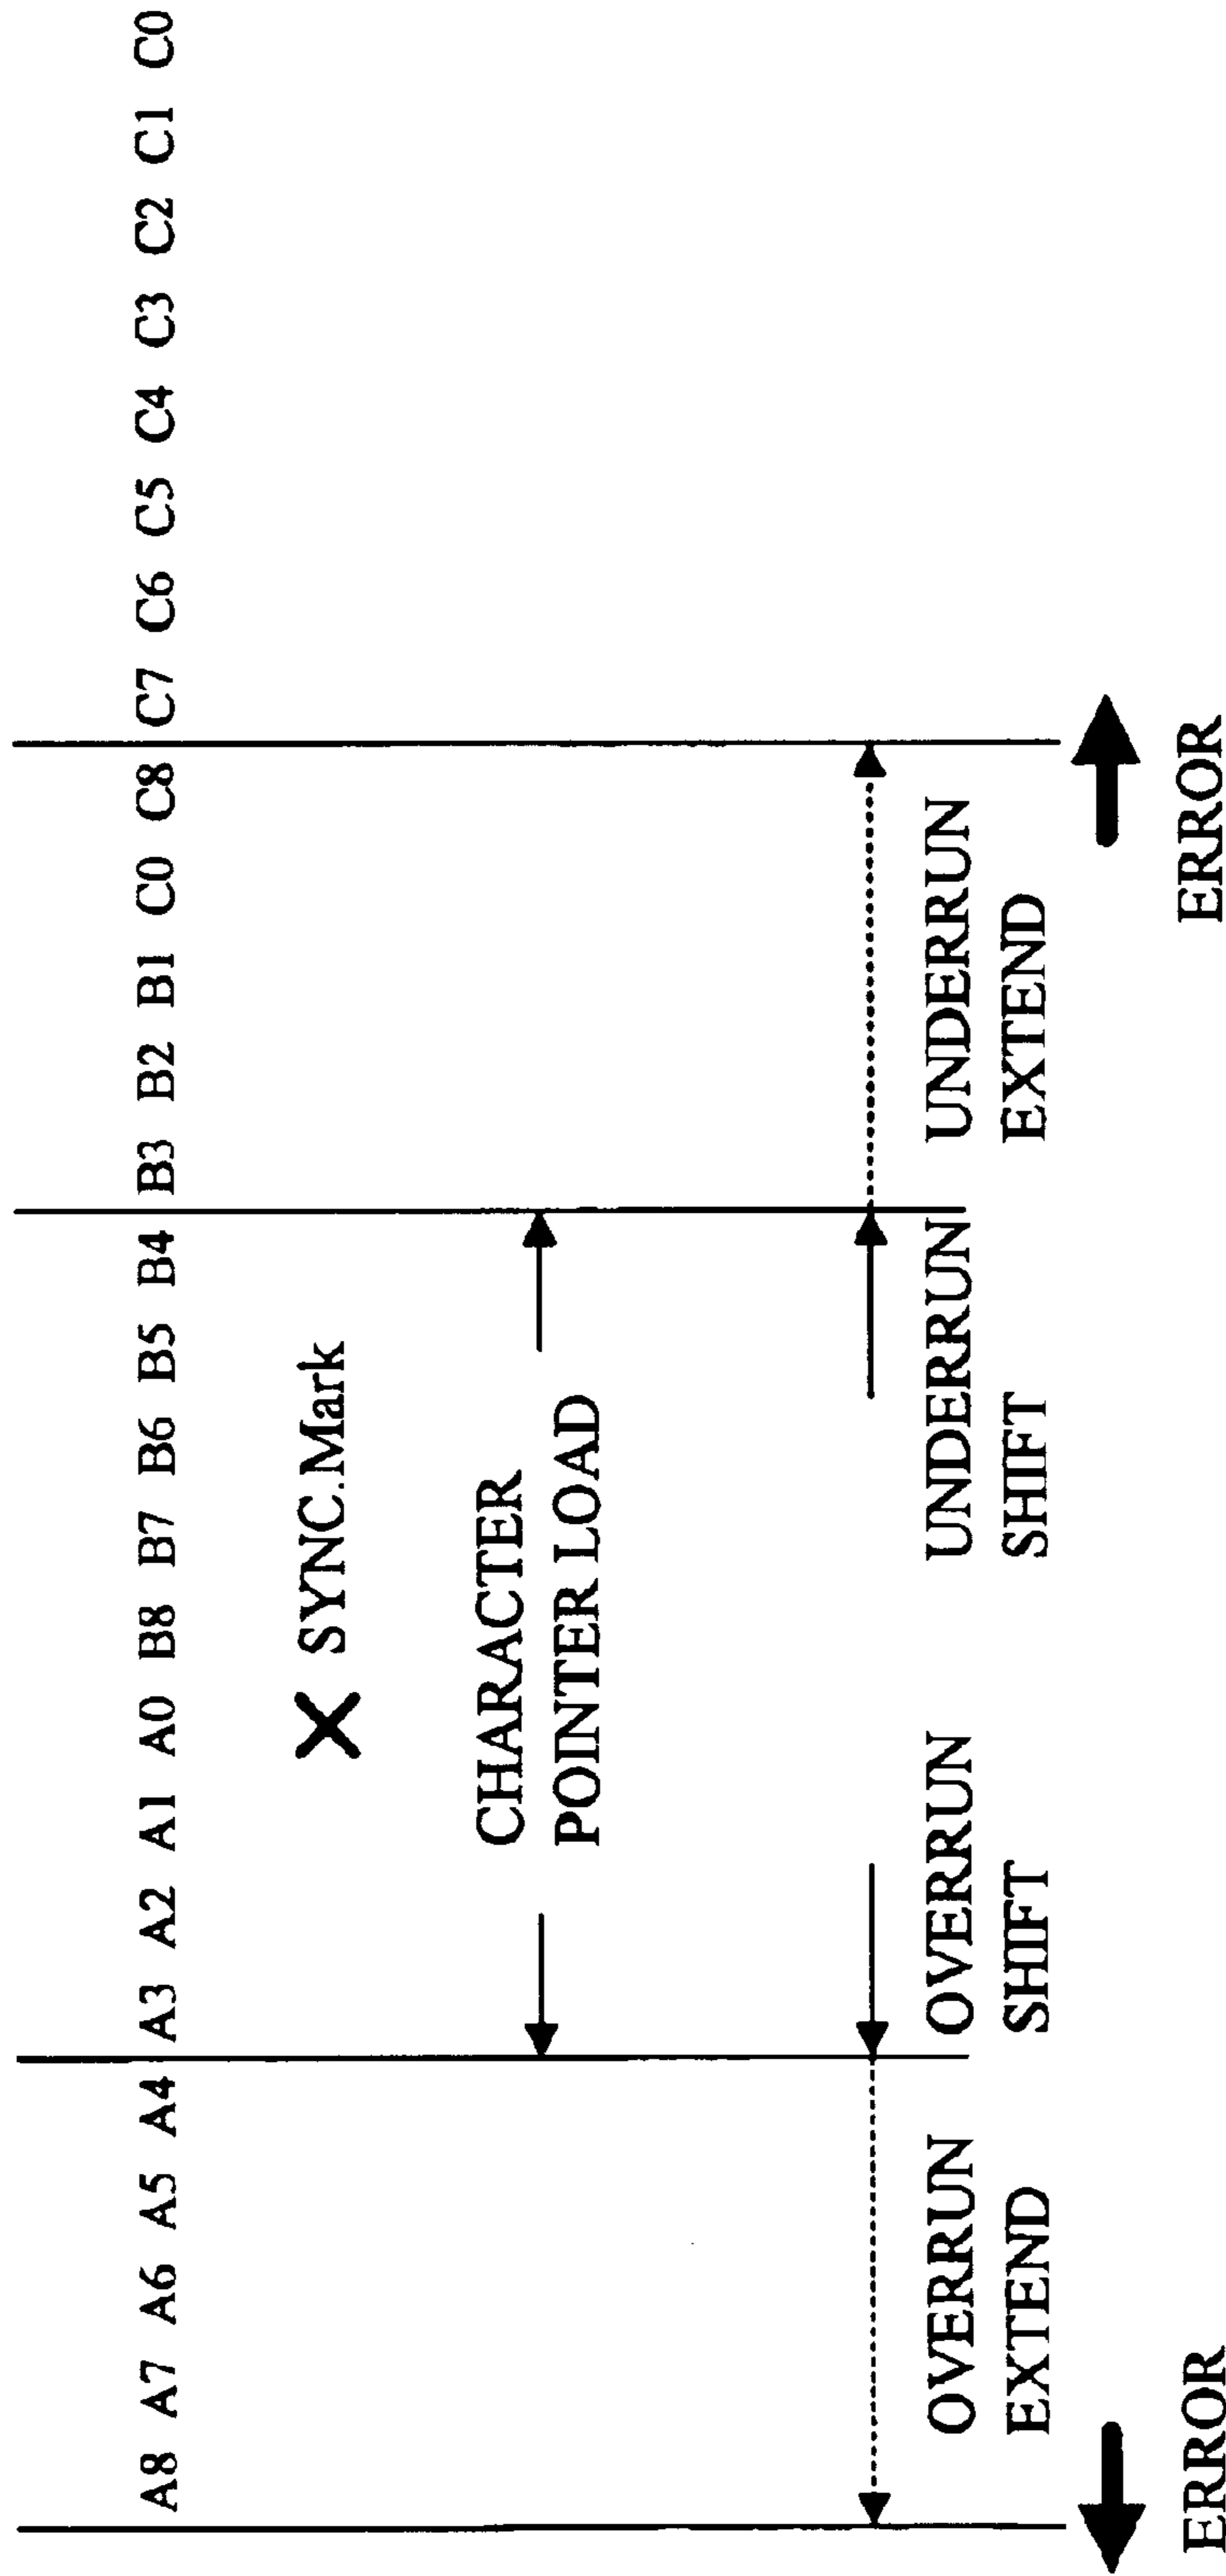 A8 A7 A6 A5 A4 A3 A2 A1 A0 B8 B7 B6 B5 B4 B3 B2 B1 C0 C8 C7 C6 C5 C4 C3 C2 C1 C0
X SYNC.Mark
CHARACTER
POINTER LOAD
OVERRUN
EXTEND
OVERRUN
SHIFT
UNDERRUN
SHIFT
UNDERRUN
EXTEND
ERROR
ERROR